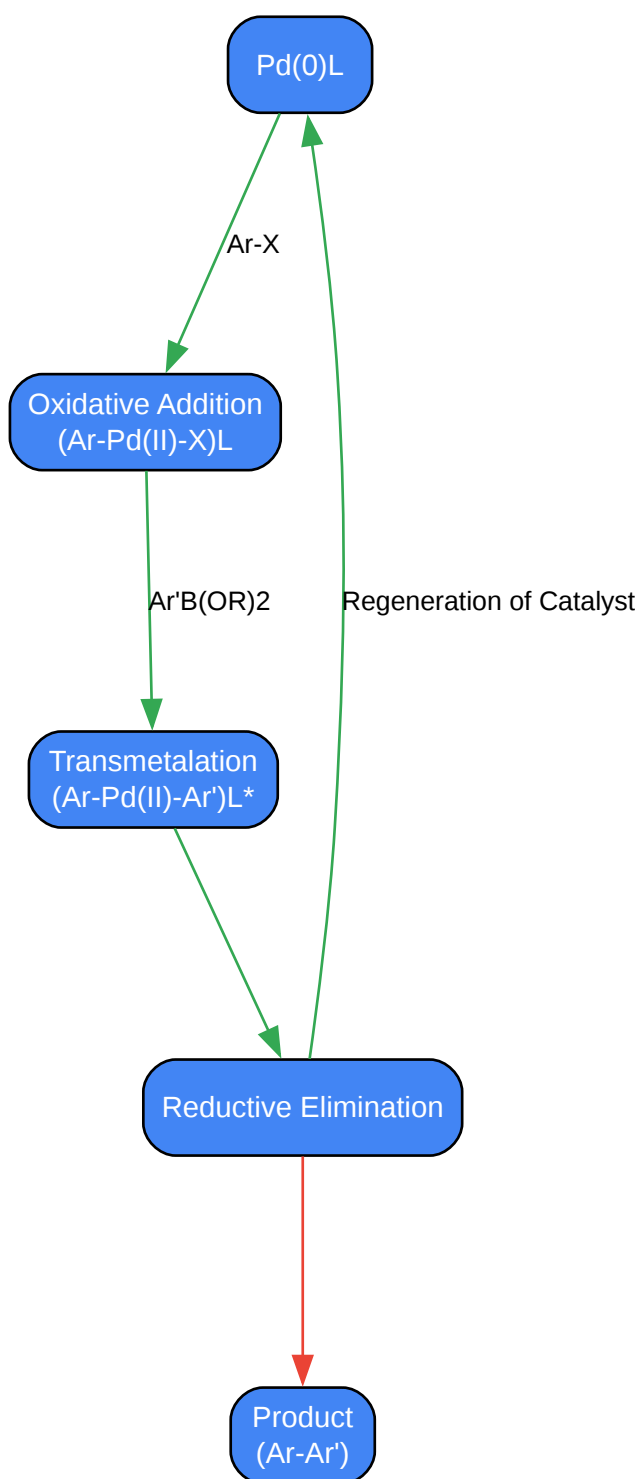 Pd(0)L
Ar-X
Oxidative Addition
(Ar-Pd(II)-X)L
Ar'B(OR)2
Regeneration of Catalyst
Transmetalation
(Ar-Pd(II)-Ar')L*
Reductive Elimination
Product
(Ar-Ar')